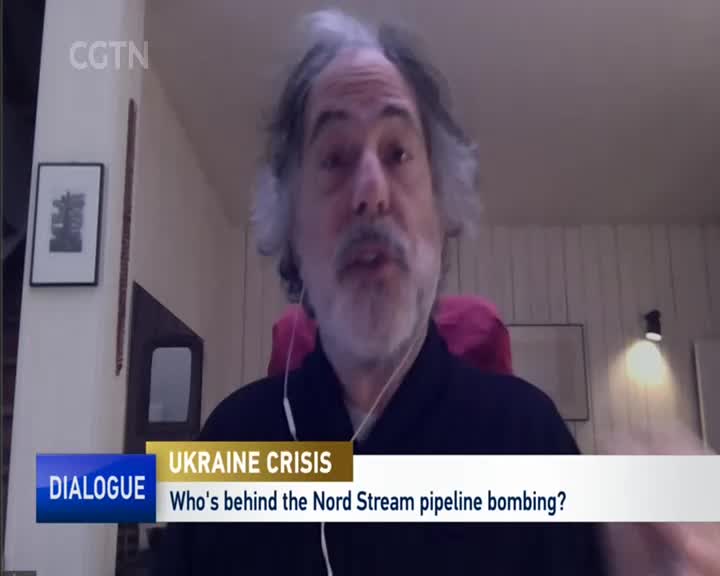 CGTN
UKRAINE CRISIS
DIALOGUE
Who's behind the Nord Stream pipeline bombing?